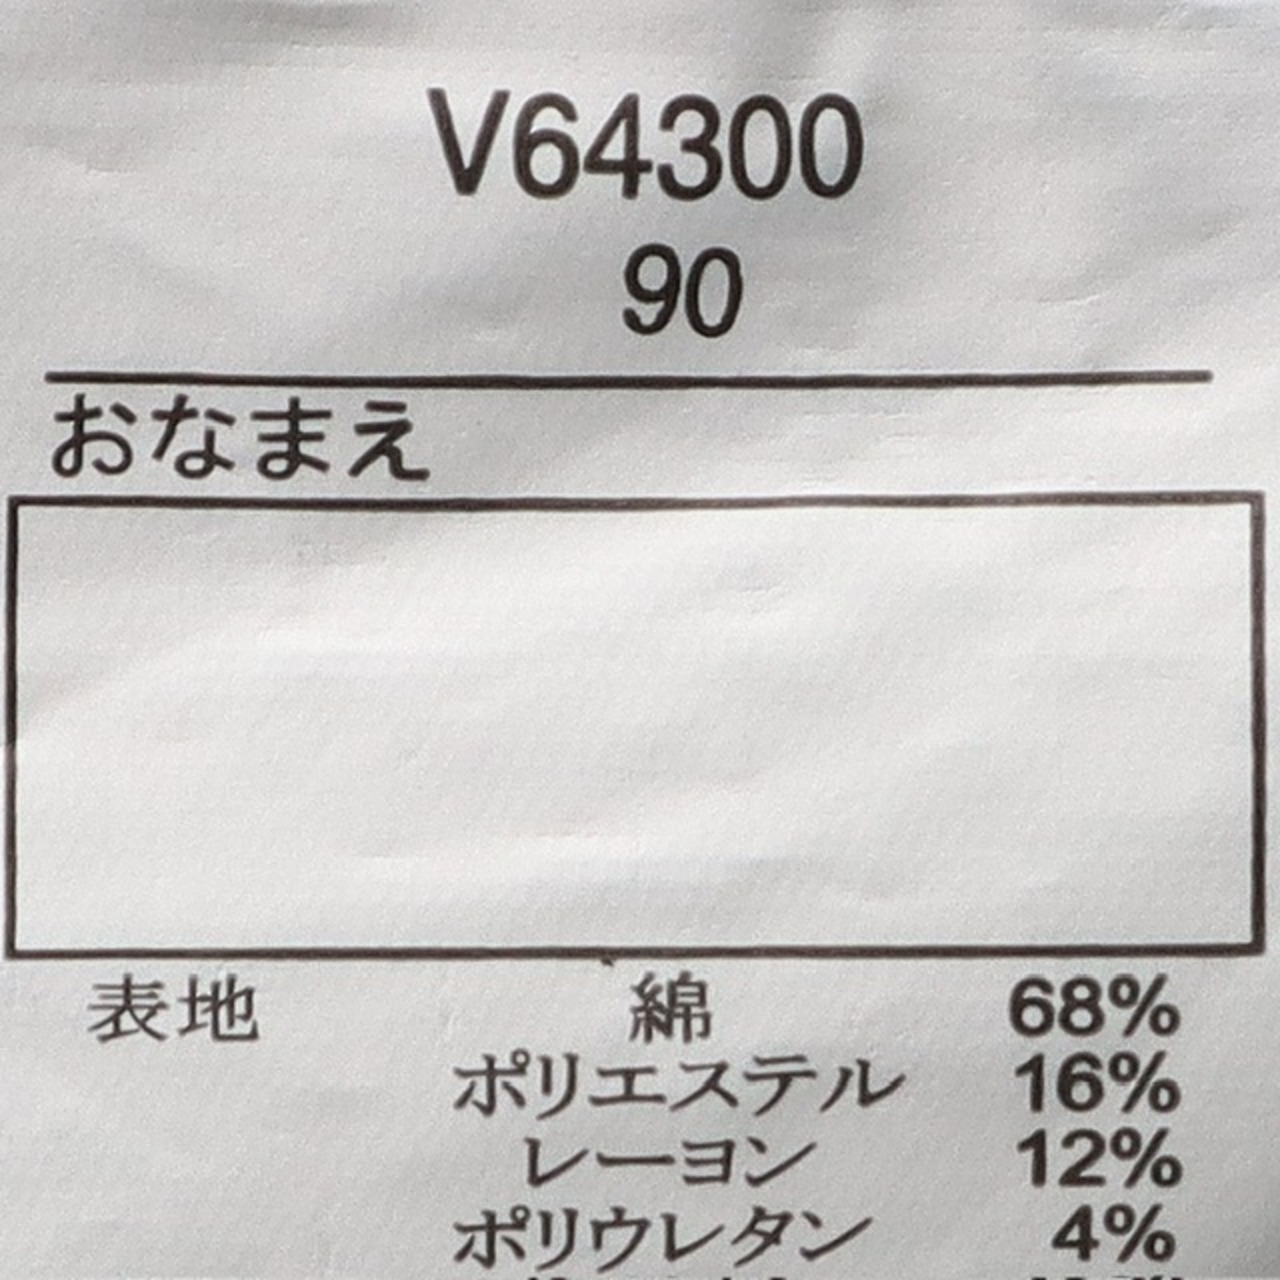 V64300
90
おなまえ
表地 綿 68%
ポリエステル 16%
レーヨン 12%
ポリウレタン 4%